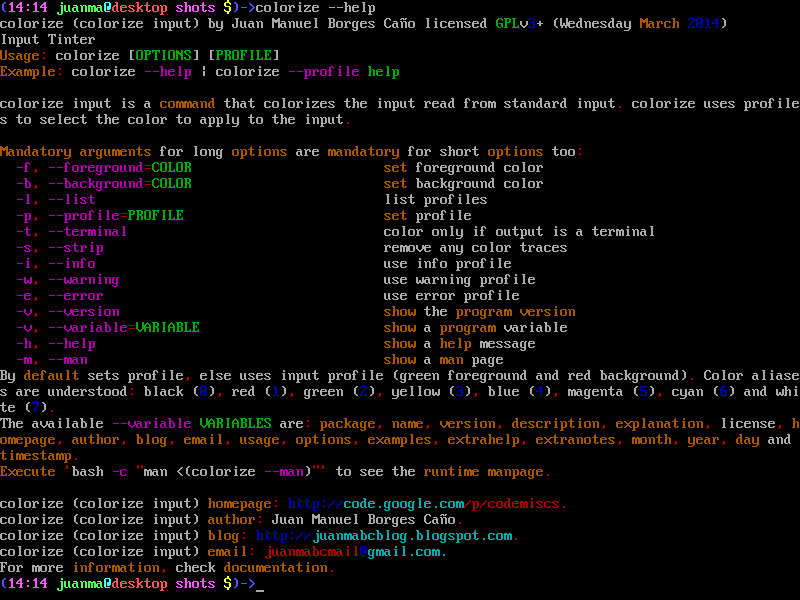 (14:14 juanma@desktop shots $)->colorize --help
colorize (colorize input) by Juan Manuel Borges Caño licensed GPLv3+ (Wednesday March 2014)
Input Tinter
Usage: colorize [OPTIONS] [PROFILE]
Example: colorize --help | colorize --profile help
colorize input is a command that colorizes the input read from standard input. colorize uses profile
s to select the color to apply to the input.
Mandatory arguments for long options are mandatory for short options too:
-f, --foreground=COLOR set foreground color
-b, --background=COLOR set background color
-l, --list list profiles
-p, --profile=PROFILE set profile
-t, --terminal color only if output is a terminal
-s, --strip remove any color traces
-i, --info use info profile
-w, --warning use warning profile
-e, --error use error profile
-v, --version show the program version
-v, --variable=VARIABLE show a program variable
-h, --help show a help message
-m, --man show a man page
By default sets profile, else uses input profile (green foreground and red background). Color aliase
s are understood: black (0), red (1), green (2), yellow (3), blue (4), magenta (5), cyan (6) and whi
te (7).
The available --variable VARIABLES are: package, name, version, description, explanation, license, h
omepage, author, blog, email, usage, options, examples, extrahelp, extranotes, month, year, day and
timestamp.
Execute 'bash -c "man <(colorize --man)"' to see the runtime manpage.
colorize (colorize input) homepage: http://code.google.com/p/codemiscs.
colorize (colorize input) author: Juan Manuel Borges Caño.
colorize (colorize input) blog: http://juanmabcblog.blogspot.com.
colorize (colorize input) email: juanmabcmail@gmail.com.
For more information, check documentation.
(14:14 juanma@desktop shots $)->_